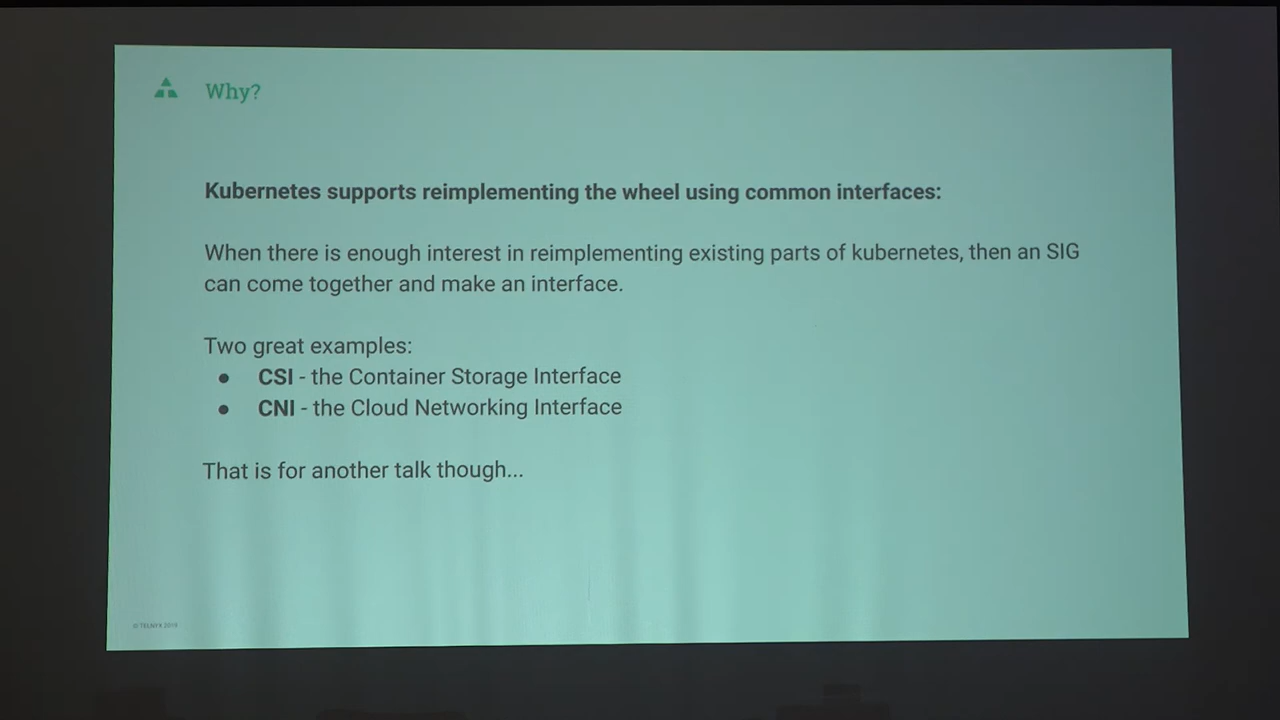 Why?
Kubernetes supports reimplementing the wheel using common interfaces:
When there is enough interest in reimplementing existing parts of kubernetes, then an SIG
can come together and make an interface.
Two great examples:
● CSI - the Container Storage Interface
● CNI - the Cloud Networking Interface
That is for another talk though...
© TELNYX 2018